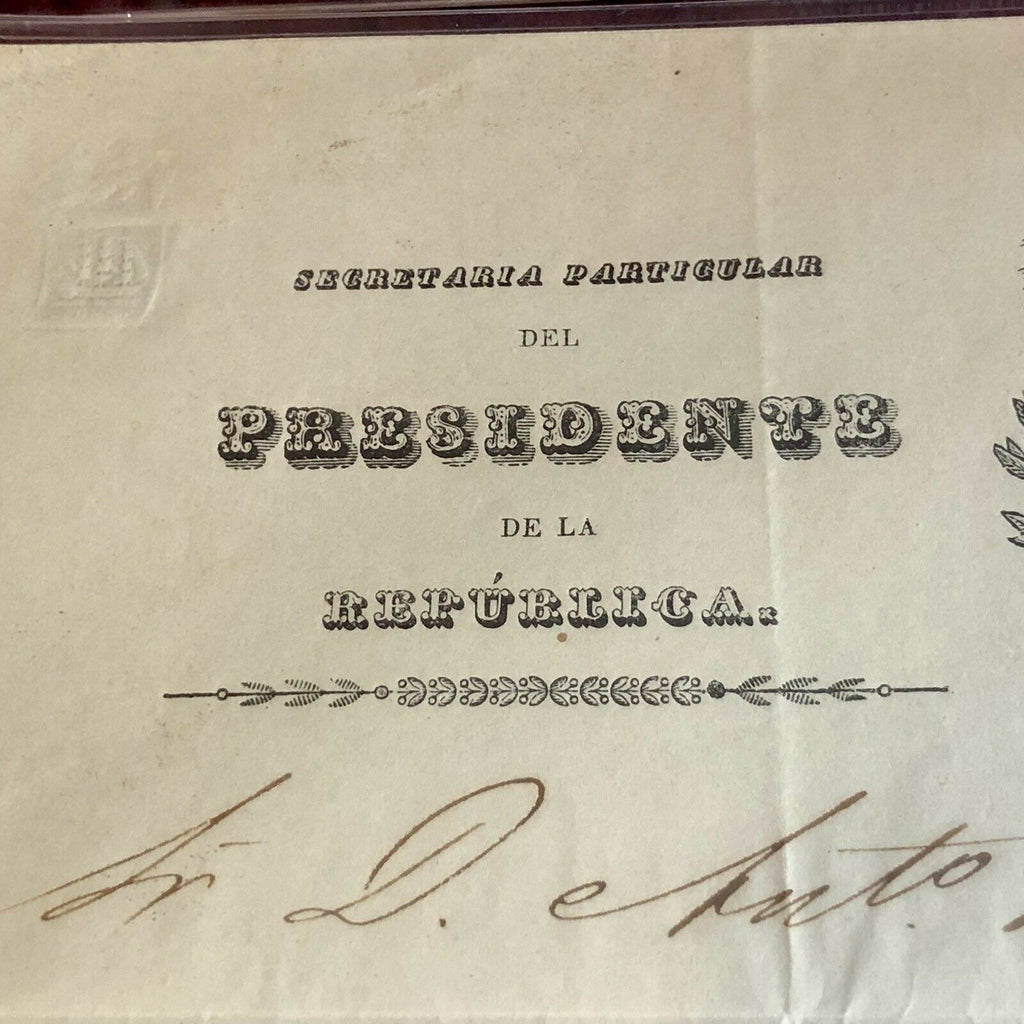 SECRETARIA PARTICULAR
DEL
PRESIDENTE
DE LA
REPÚBLICA.
Sr D. Anto.